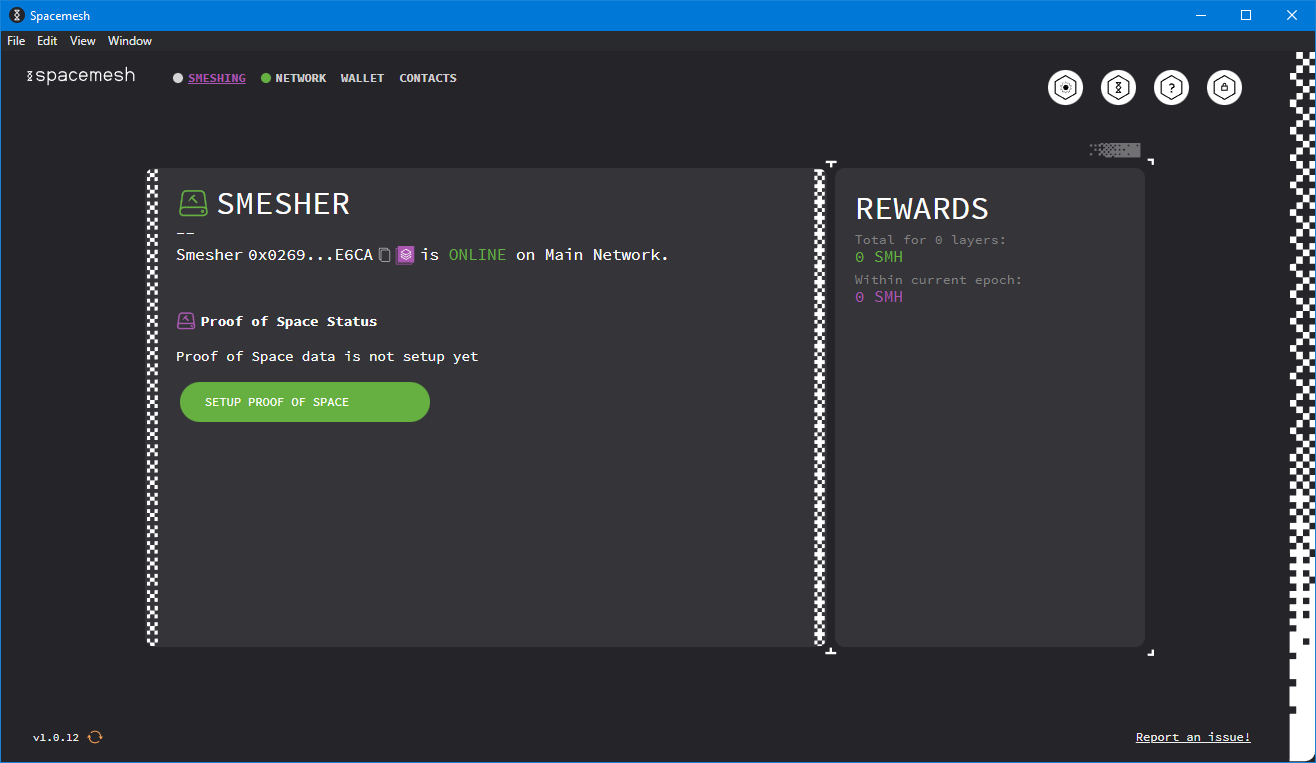 Spacemesh
File Edit View Window
spacemesh
SMESHING NETWORK WALLET CONTACTS
?
SMESHER
--
Smesher 0x0269...E6CA is ONLINE on Main Network.
Proof of Space Status
Proof of Space data is not setup yet
SETUP PROOF OF SPACE
REWARDS
Total for 0 layers:
0 SMH
Within current epoch:
0 SMH
v1.0.12
Report an issue!